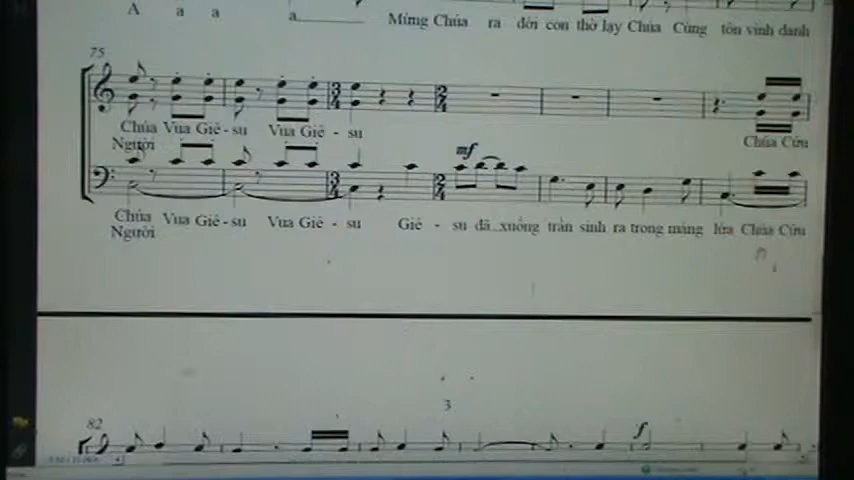 A a a a
Mừng Chúa ra đời con thờ lạy Chúa Cùng tôn vinh danh
75
Chúa Vua Giê - su Vua Giê - su Chúa Cứu
Người
mf
Chúa Vua Giê - su Vua Giê - su Giê - su đã xuống trần sinh ra trong máng lừa Chúa Cứu
Người
3
82
f